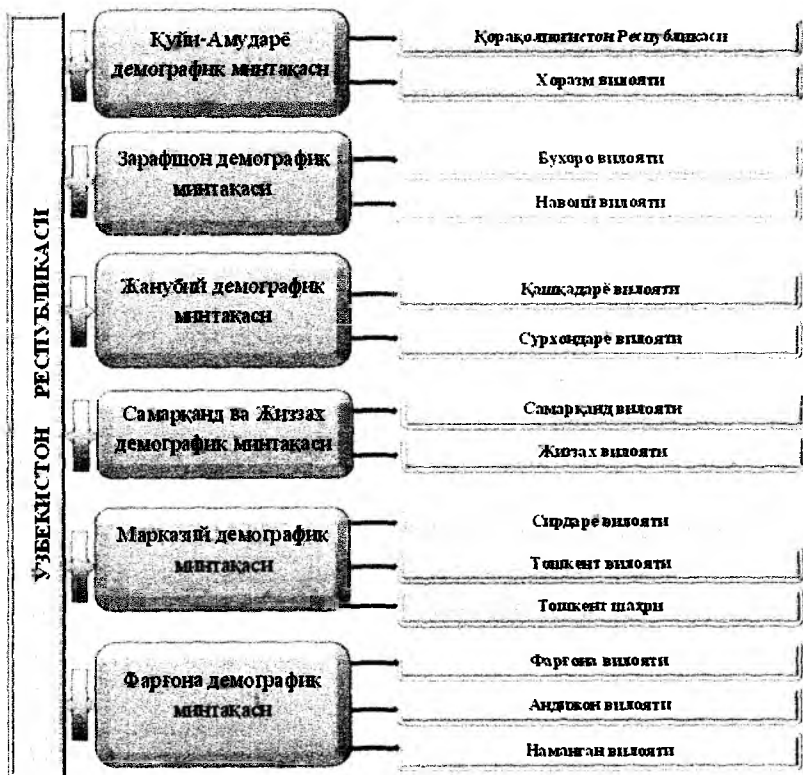 ЎЗБЕКИСТОН РЕСПУБЛИКАСИ
Қуйи-Амударё
демографик минтақаси
Қорақолпоғистон Республикаси
Хоразм вилояти
Зарафшон демографик
минтақаси
Бухоро вилояти
Навоий вилояти
Жанубий демографик
минтақаси
Қашқадарё вилояти
Сурхондарё вилояти
Самарқанд ва Жиззах
демографик минтақаси
Самарқанд вилояти
Жиззах вилояти
Марказий демографик
минтақаси
Сирдарё вилояти
Тошкент вилояти
Тошкент шаҳри
Фарғона демографик
минтақаси
Фарғона вилояти
Андижон вилояти
Наманган вилояти